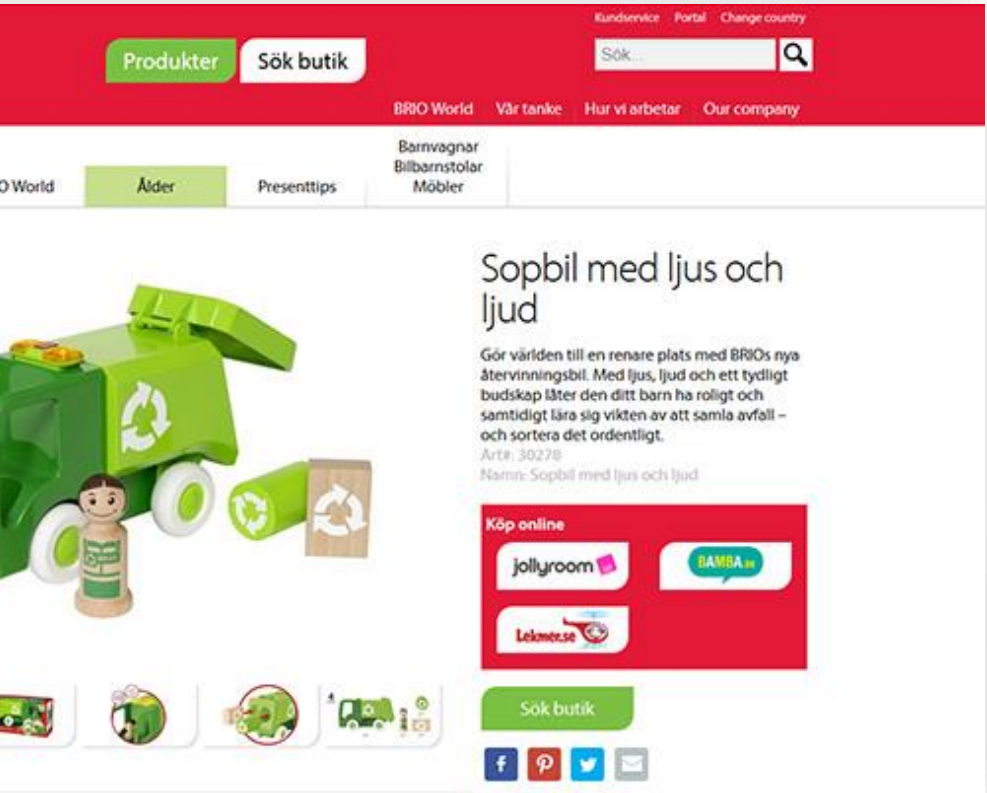 Kundservice Portal Change country
Produkter Sök butik
Sök...
BRIO World Vår tanke Hur vi arbetar Our company
O World
Ålder
Presenttips
Barnvagnar
Bilbarnstolar
Möbler
Sopbil med ljus och
ljud
Gör världen till en renare plats med BRIOs nya
återvinningsbil. Med ljus, ljud och ett tydligt
budskap låter den ditt barn ha roligt och
samtidigt lära sig vikten av att samla avfall –
och sortera det ordentligt.
Art#: 30278
Namn: Sopbil med ljus och ljud
Köp online
jollyroom
BAMBA
Lekmer.se
Sök butik